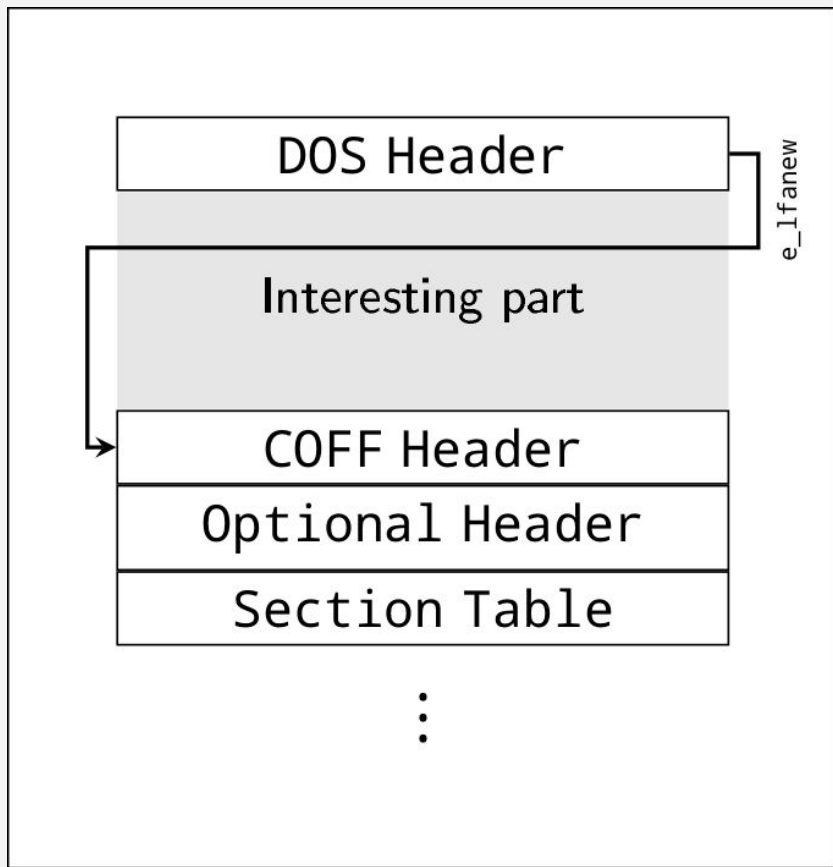 DOS Header
e_lfanew
Interesting part
COFF Header
Optional Header
Section Table